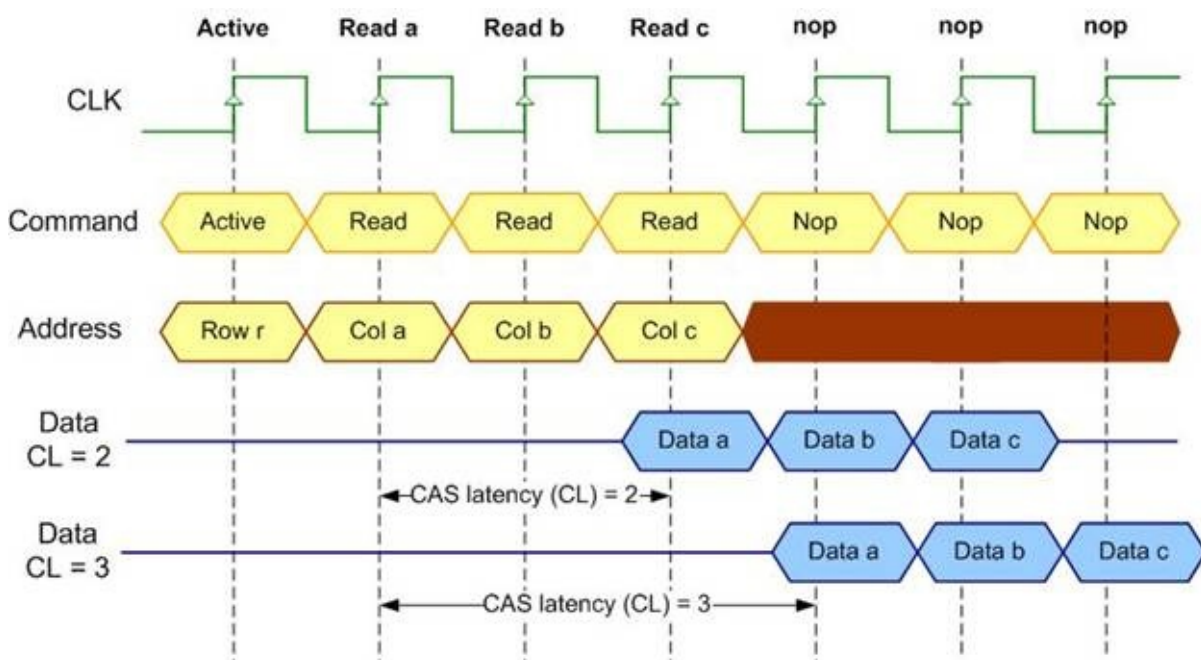 Active Read a Read b Read c nop nop nop
CLK
Command Active Read Read Read Nop Nop Nop
Address Row r Col a Col b Col c
Data
CL = 2
Data a Data b Data c
CAS latency (CL) = 2
Data
CL = 3
Data a Data b Data c
CAS latency (CL) = 3